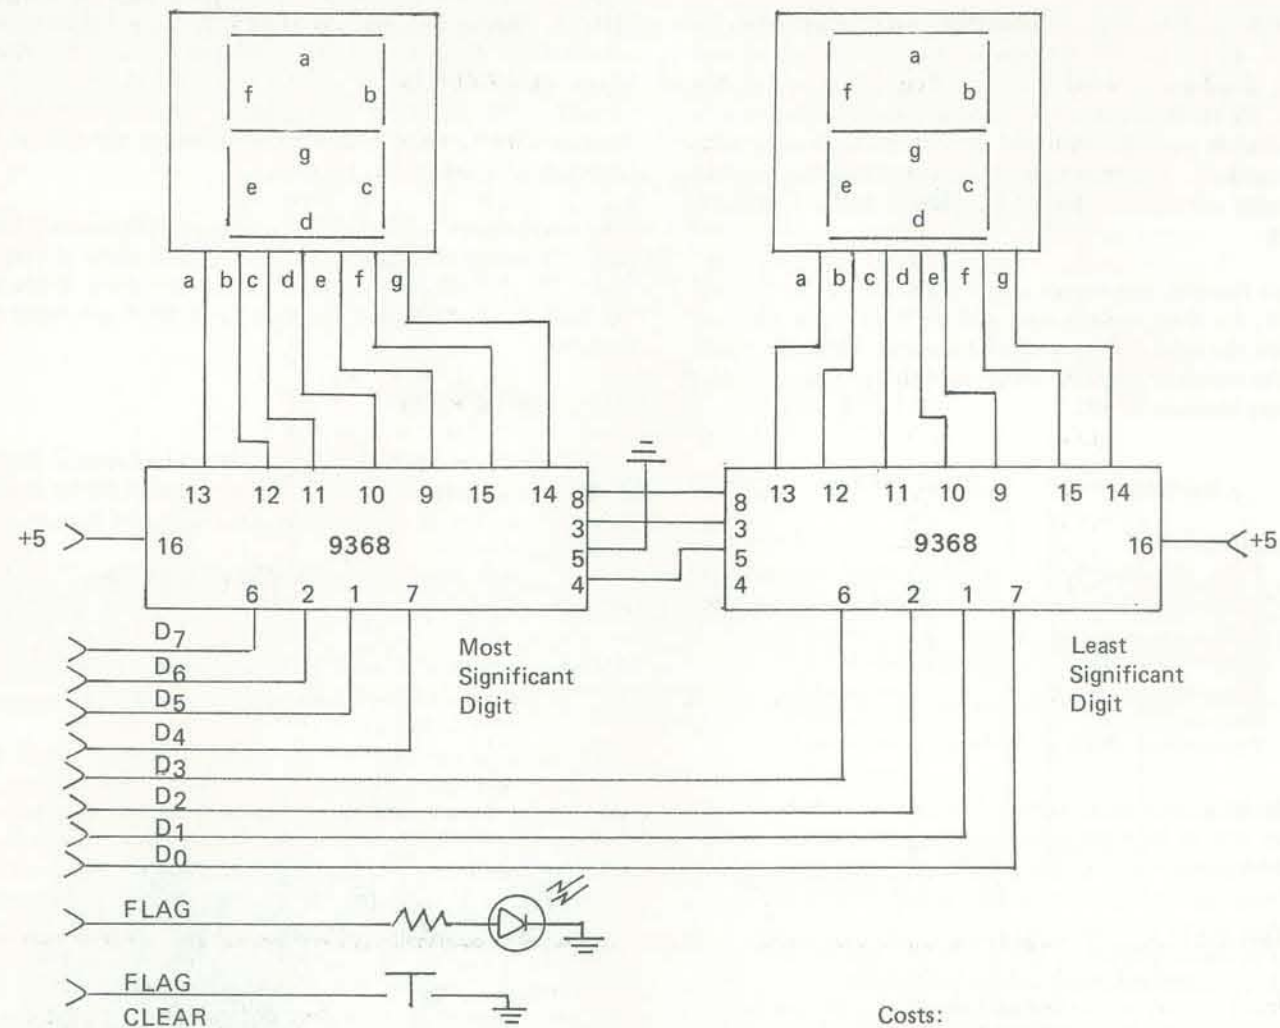 a a
f b f b
g g
e c e c
d d
a b c d e f g a b c d e f g
13 12 11 10 9 15 14 8 8 13 12 11 10 9 15 14
3 3
+5 16 9368 5 5 9368 16 +5
4 4
6 2 1 7 6 2 1 7
D7
D6
D5
D4
D3
D2
D1
D0
Most
Significant
Digit
Least
Significant
Digit
FLAG
FLAG
CLEAR
Costs: